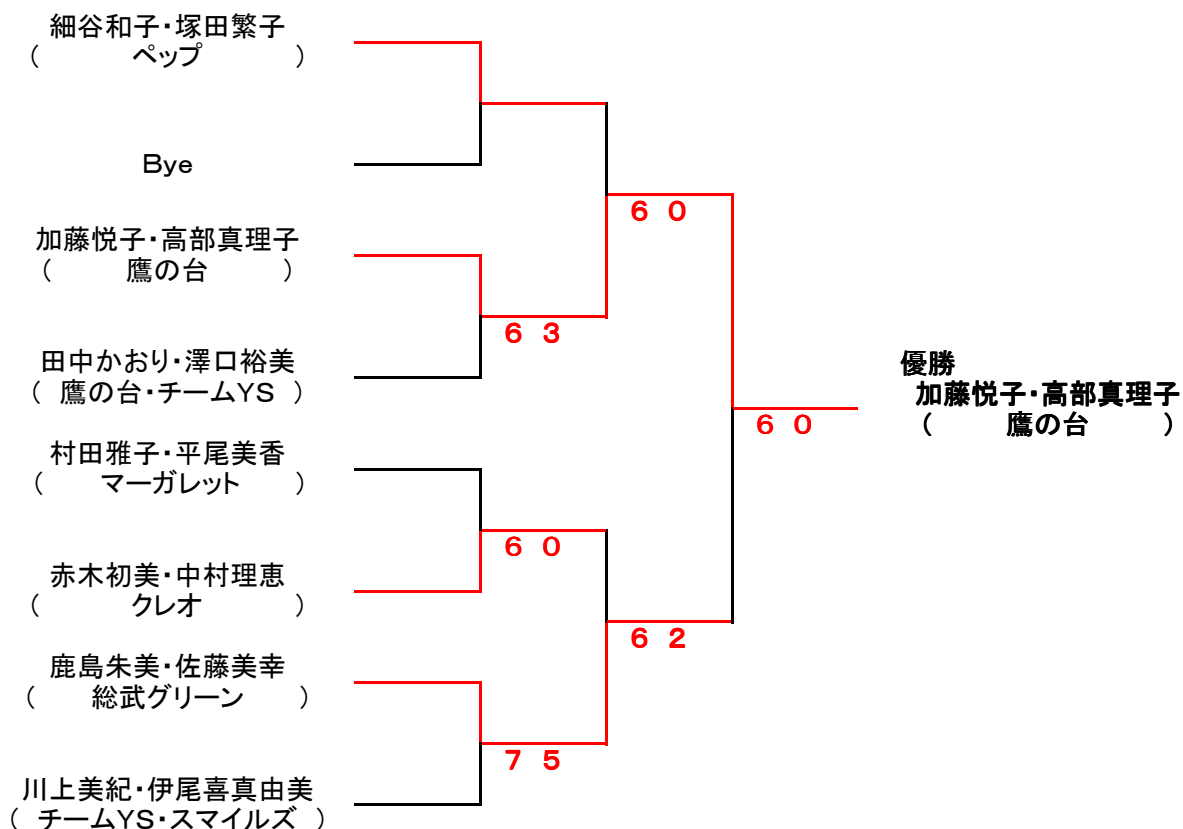 細谷和子・塚田繁子
（　ペップ　）
Bye
加藤悦子・高部真理子
（　鷹の台　）
田中かおり・澤口裕美
（ 鷹の台・チームYS ）
村田雅子・平尾美香
（　マーガレット　）
赤木初美・中村理恵
（　クレオ　）
鹿島朱美・佐藤美幸
（　総武グリーン　）
川上美紀・伊尾喜真由美
（ チームYS・スマイルズ ）
６ ３
６ ０
７ ５
６ ０
６ ２
６ ０
優勝
加藤悦子・高部真理子
（　鷹の台　）